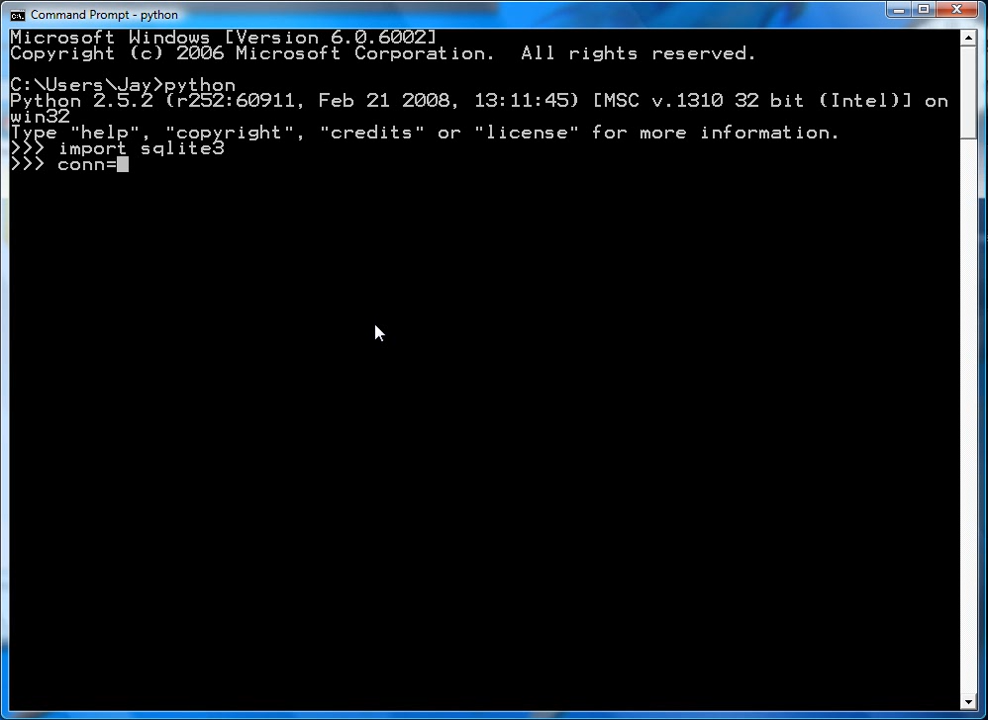 Command Prompt - python
Microsoft Windows [Version 6.0.6002]
Copyright (c) 2006 Microsoft Corporation.  All rights reserved.
C:\Users\Jay>python
Python 2.5.2 (r252:60911, Feb 21 2008, 13:11:45) [MSC v.1310 32 bit (Intel)] on
win32
Type "help", "copyright", "credits" or "license" for more information.
>>> import sqlite3
>>> conn=